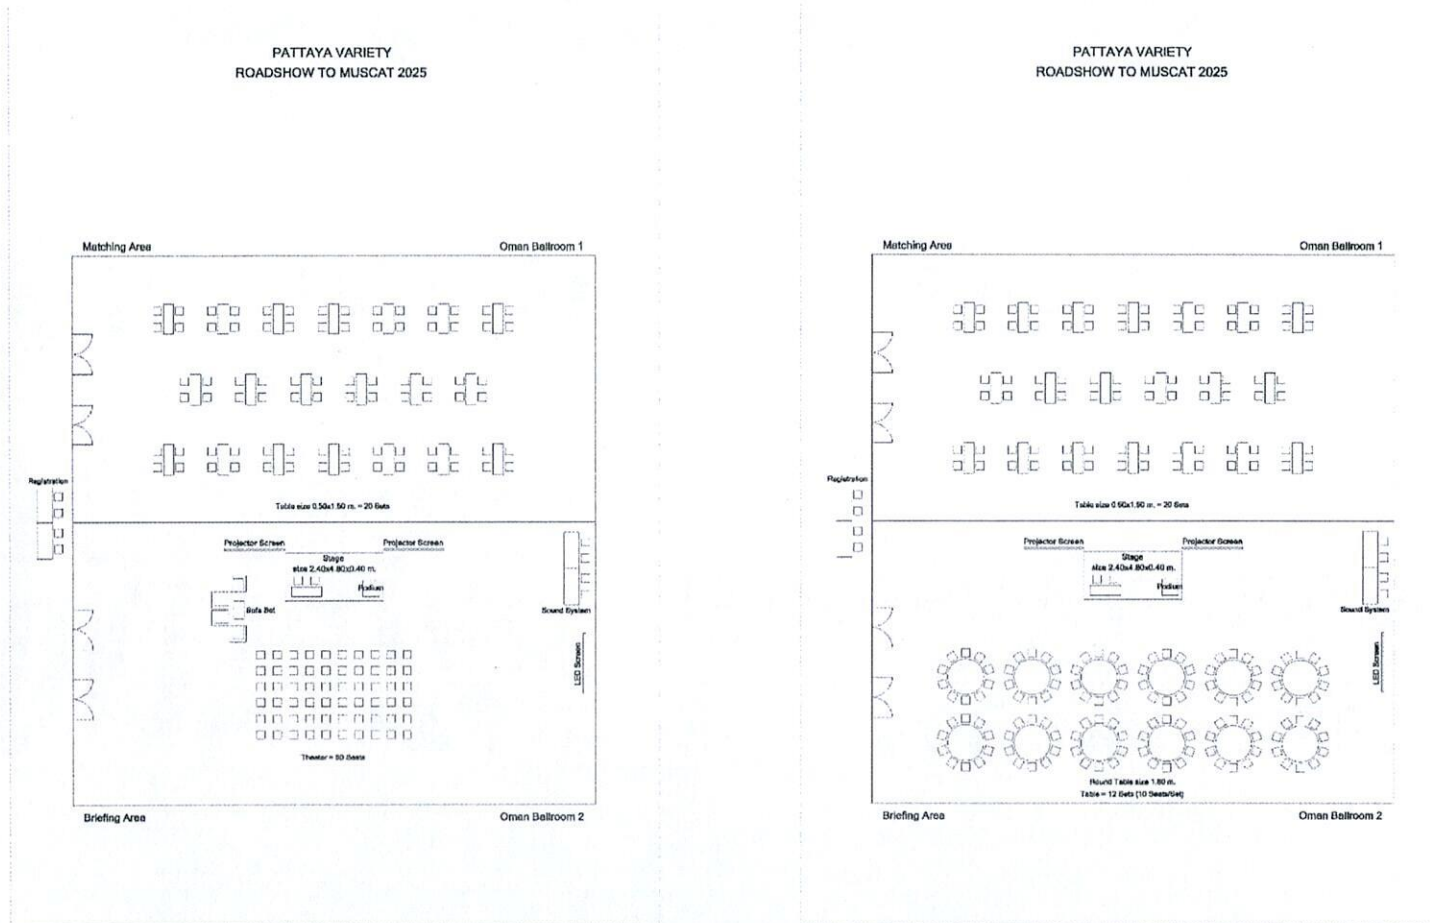 PATTAYA VARIETY
ROADSHOW TO MUSCAT 2025
Matching Area
Oman Ballroom 1
Registration
Table size 0.50x1.50 m. = 20 Sets
Projector Screen
Projector Screen
Stage
size 2.40x4.80x0.40 m.
Podium
Sofa Set
Sound System
LED Screen
Theater = 60 Seats
Briefing Area
Oman Ballroom 2
PATTAYA VARIETY
ROADSHOW TO MUSCAT 2025
Matching Area
Oman Ballroom 1
Registration
Table size 0.50x1.50 m. = 20 Sets
Projector Screen
Projector Screen
Stage
size 2.40x4.80x0.40 m.
Podium
Sound System
LED Screen
Round Table size 1.80 m.
Table = 12 Sets (10 Seats/Set)
Briefing Area
Oman Ballroom 2